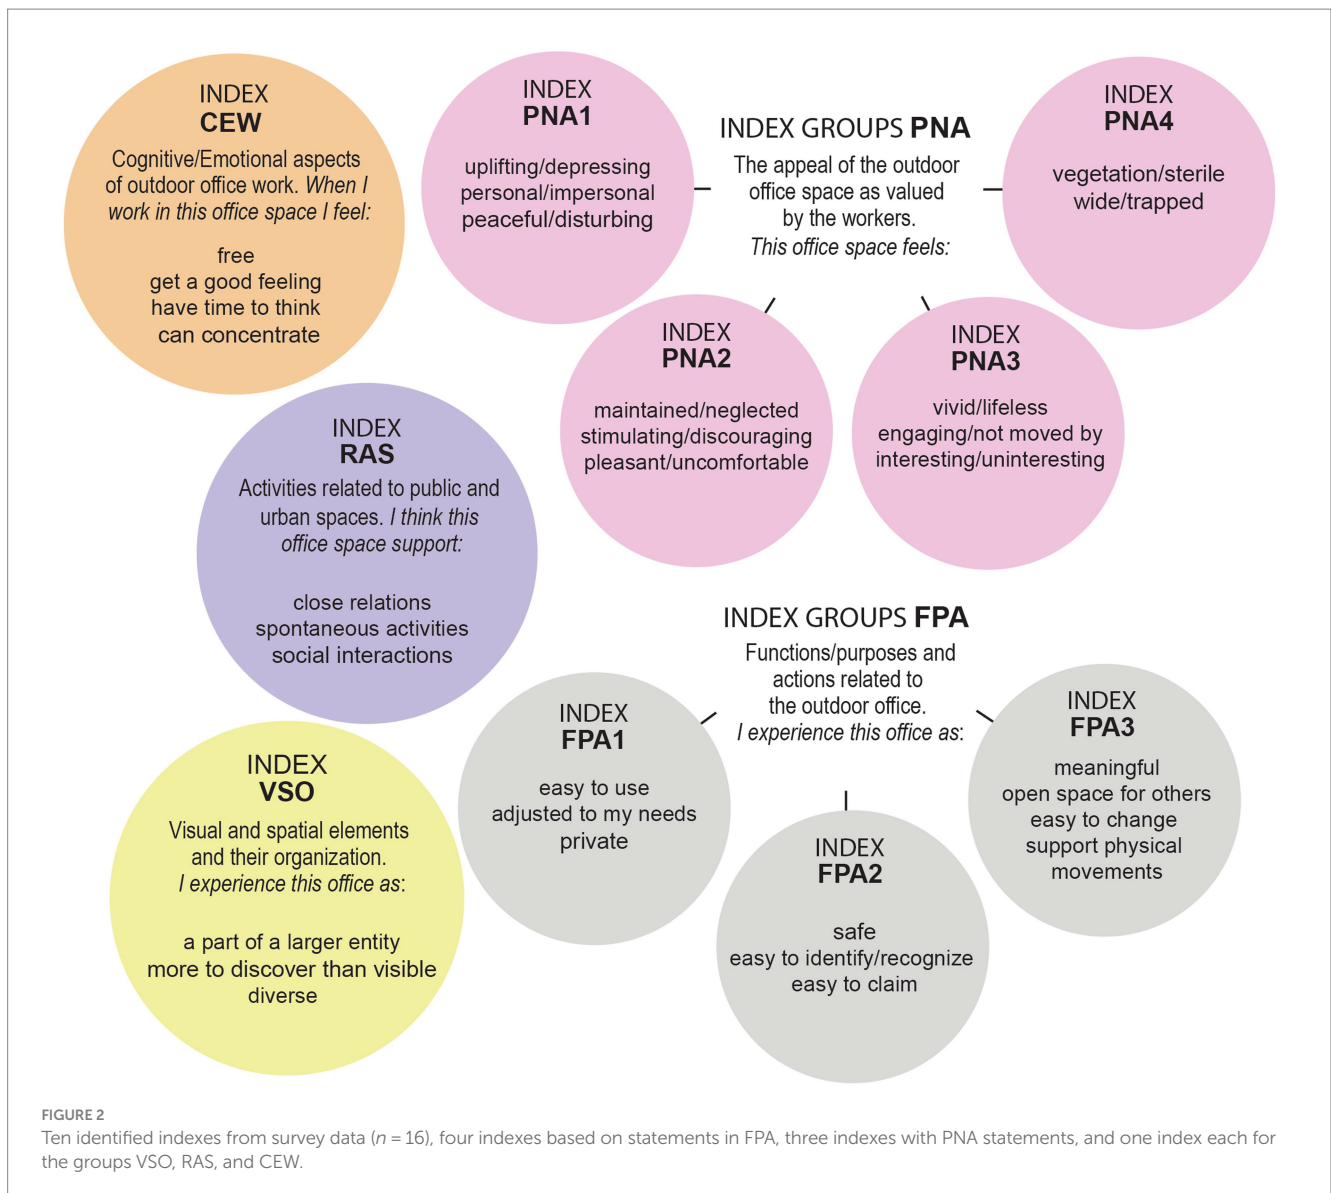 INDEX
CEW
Cognitive/Emotional aspects
of outdoor office work. When I
work in this office space I feel:
free
get a good feeling
have time to think
can concentrate
INDEX
PNA1
uplifting/depressing
personal/impersonal
peaceful/disturbing
INDEX GROUPS PNA
The appeal of the outdoor
office space as valued
by the workers.
This office space feels:
INDEX
PNA4
vegetation/sterile
wide/trapped
INDEX
PNA2
maintained/neglected
stimulating/discouraging
pleasant/uncomfortable
INDEX
PNA3
vivid/lifeless
engaging/not moved by
interesting/uninteresting
INDEX
RAS
Activities related to public and
urban spaces. I think this
office space support:
close relations
spontaneous activities
social interactions
INDEX GROUPS FPA
Functions/purposes and
actions related to
the outdoor office.
I experience this office as:
INDEX
FPA1
easy to use
adjusted to my needs
private
INDEX
FPA2
safe
easy to identify/recognize
easy to claim
INDEX
FPA3
meaningful
open space for others
easy to change
support physical
movements
INDEX
VSO
Visual and spatial elements
and their organization.
I experience this office as:
a part of a larger entity
more to discover than visible
diverse
FIGURE 2
Ten identified indexes from survey data (n = 16), four indexes based on statements in FPA, three indexes with PNA statements, and one index each for
the groups VSO, RAS, and CEW.